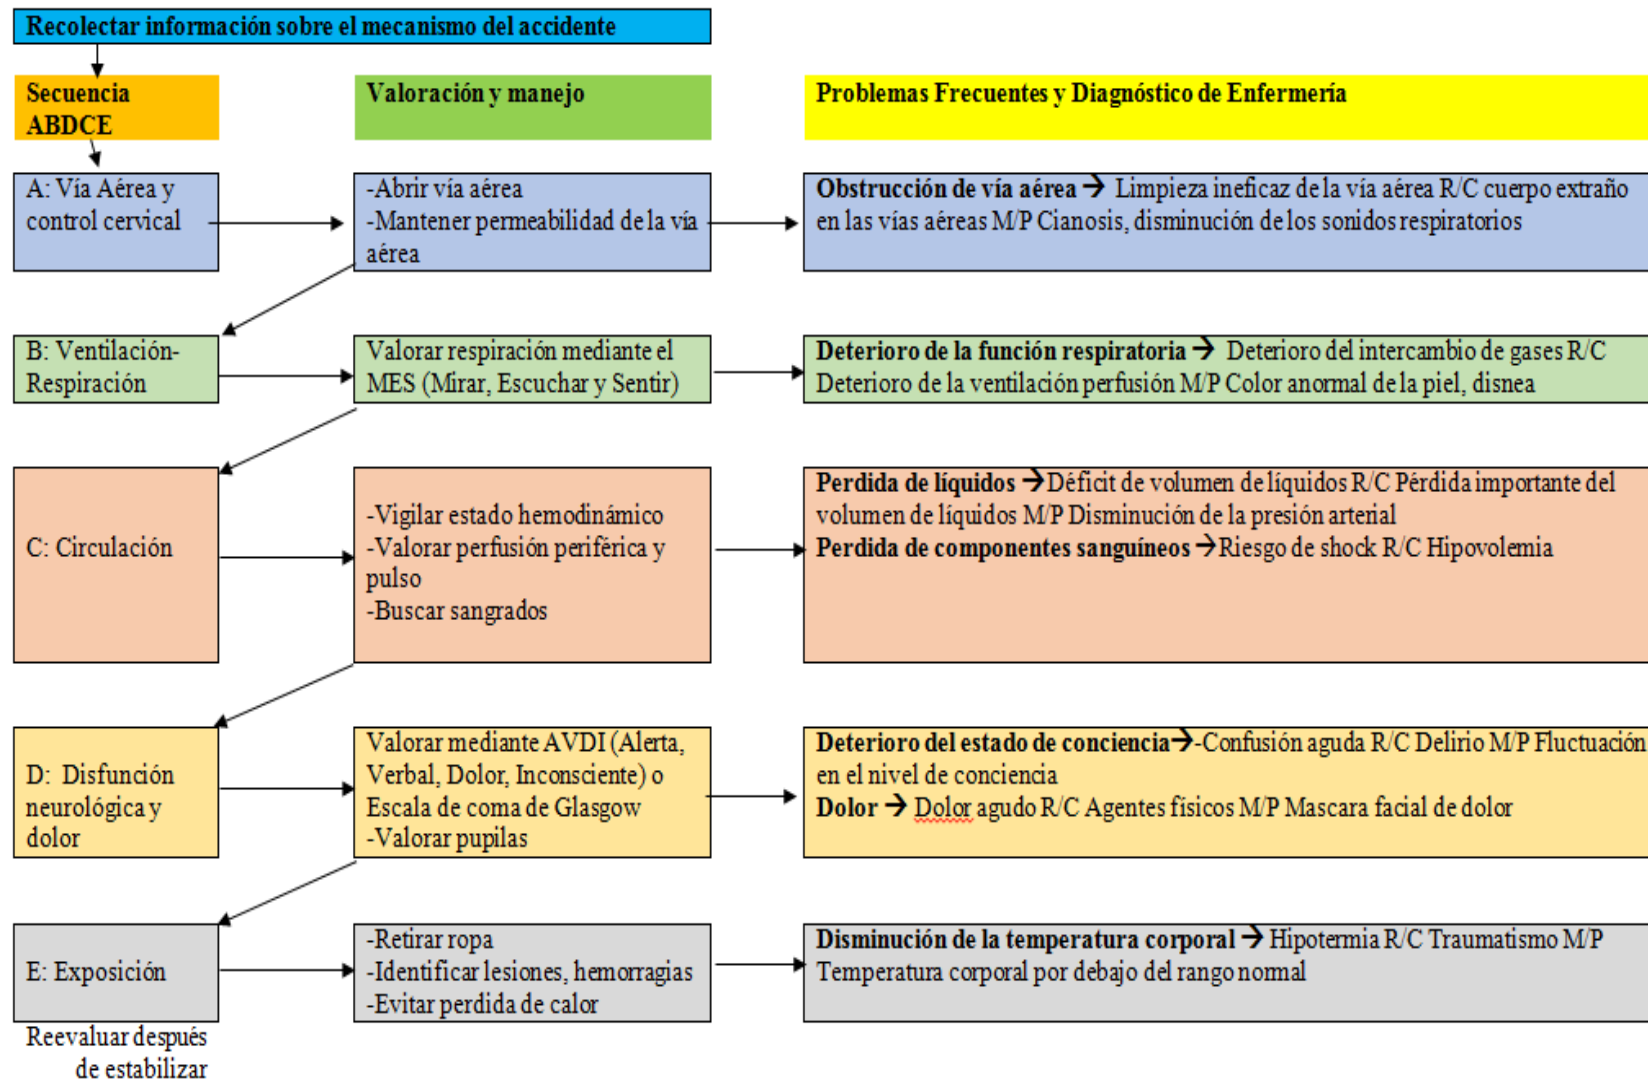 Recolectar información sobre el mecanismo del accidente
Secuencia
ABDCE
Valoración y manejo
Problemas Frecuentes y Diagnóstico de Enfermería
A: Vía Aérea y
control cervical
-Abrir vía aérea
-Mantener permeabilidad de la vía
aérea
Obstrucción de vía aérea → Limpieza ineficaz de la vía aérea R/C cuerpo extraño
en las vías aéreas M/P Cianosis, disminución de los sonidos respiratorios
B: Ventilación-
Respiración
Valorar respiración mediante el
MES (Mirar, Escuchar y Sentir)
Deterioro de la función respiratoria → Deterioro del intercambio de gases R/C
Deterioro de la ventilación perfusión M/P Color anormal de la piel, disnea
C: Circulación
-Vigilar estado hemodinámico
-Valorar perfusión periférica y
pulso
-Buscar sangrados
Perdida de líquidos →Déficit de volumen de líquidos R/C Pérdida importante del
volumen de líquidos M/P Disminución de la presión arterial
Perdida de componentes sanguíneos →Riesgo de shock R/C Hipovolemia
D: Disfunción
neurológica y
dolor
Valorar mediante AVDI (Alerta,
Verbal, Dolor, Inconsciente) o
Escala de coma de Glasgow
-Valorar pupilas
Deterioro del estado de conciencia→-Confusión aguda R/C Delirio M/P Fluctuación
en el nivel de conciencia
Dolor → Dolor agudo R/C Agentes físicos M/P Mascara facial de dolor
E: Exposición
-Retirar ropa
-Identificar lesiones, hemorragias
-Evitar perdida de calor
Disminución de la temperatura corporal → Hipotermia R/C Traumatismo M/P
Temperatura corporal por debajo del rango normal
Reevaluar después
de estabilizar